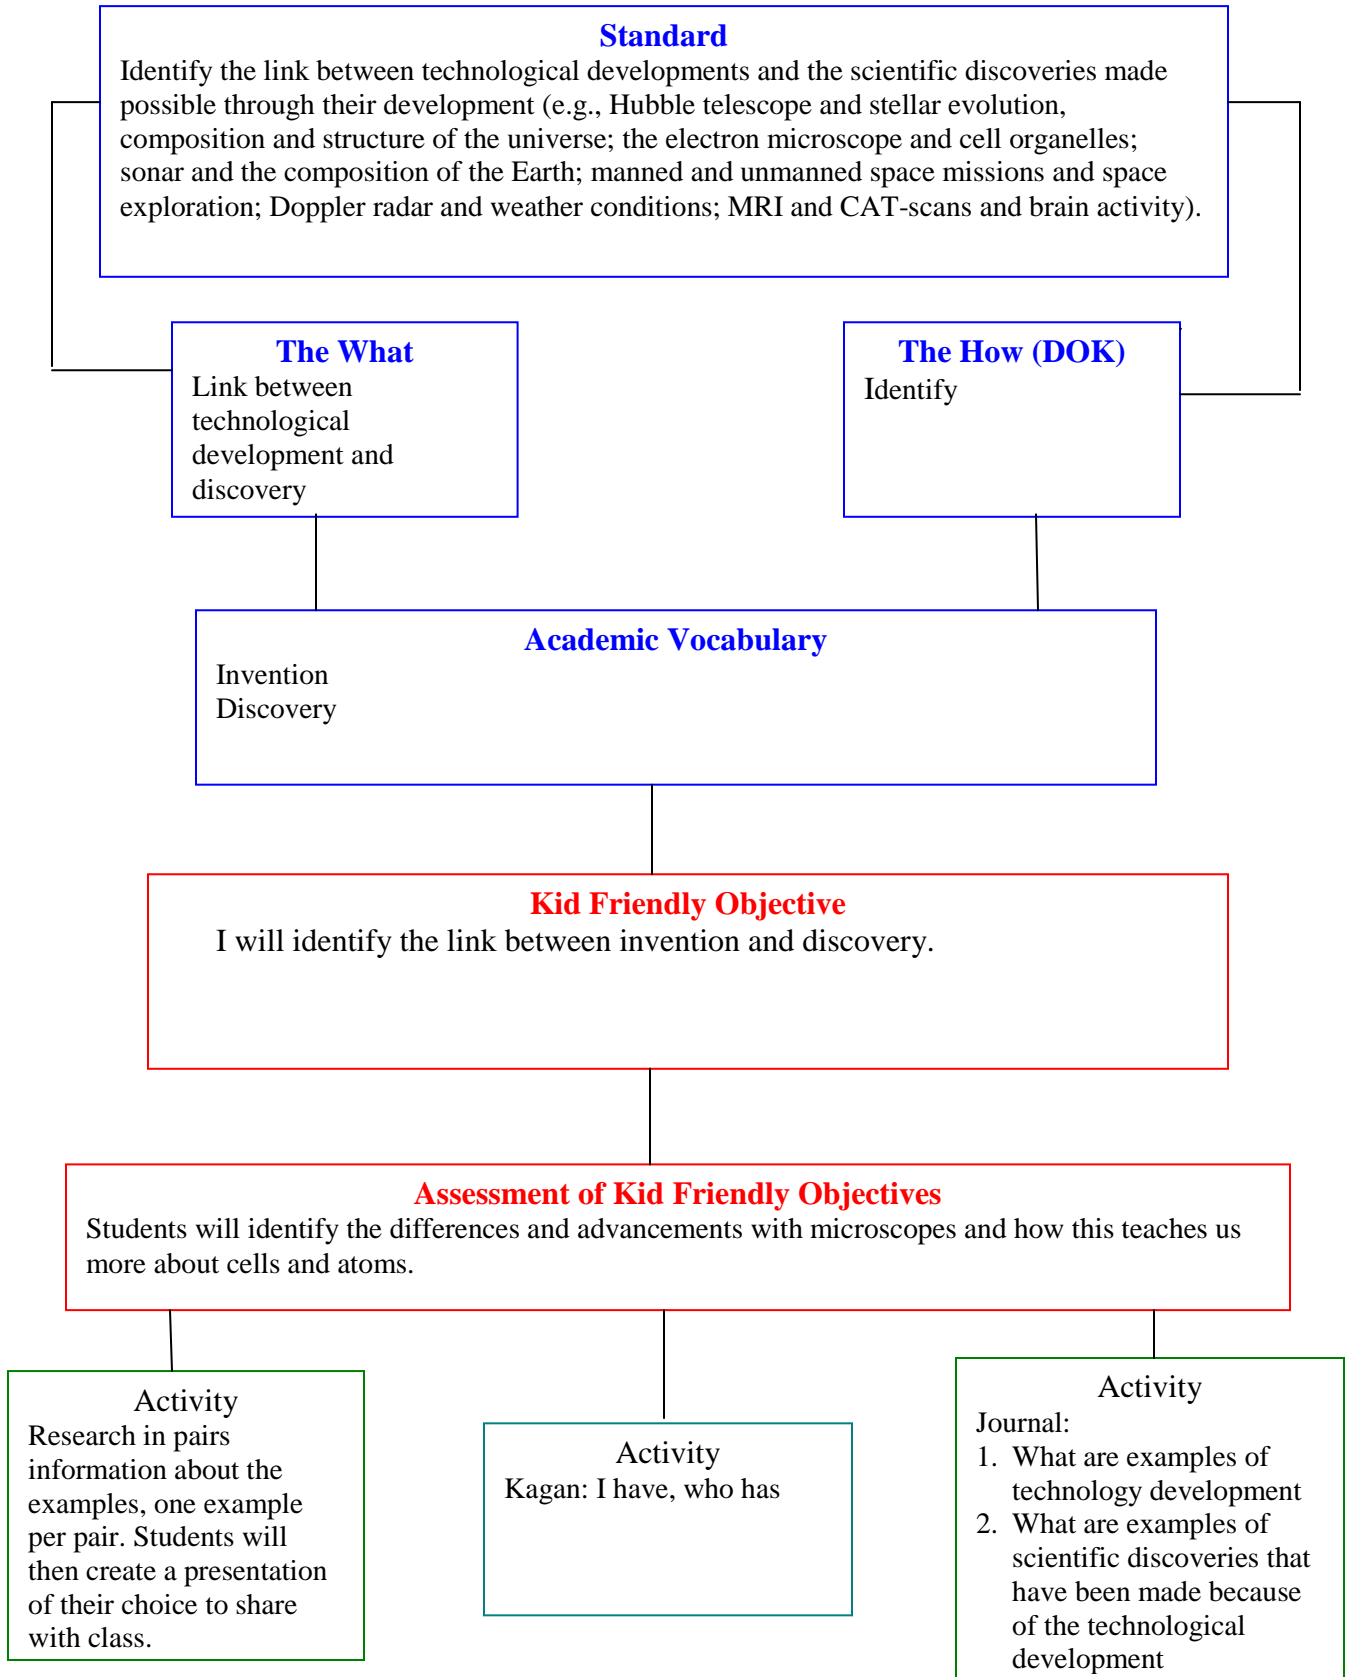 Standard
Identify the link between technological developments and the scientific discoveries made
possible through their development (e.g., Hubble telescope and stellar evolution,
composition and structure of the universe; the electron microscope and cell organelles;
sonar and the composition of the Earth; manned and unmanned space missions and space
exploration; Doppler radar and weather conditions; MRI and CAT-scans and brain activity).
The What
Link between
technological
development and
discovery
The How (DOK)
Identify
Academic Vocabulary
Invention
Discovery
Kid Friendly Objective
I will identify the link between invention and discovery.
Assessment of Kid Friendly Objectives
Students will identify the differences and advancements with microscopes and how this teaches us
more about cells and atoms.
Activity
Research in pairs
information about the
examples, one example
per pair. Students will
then create a presentation
of their choice to share
with class.
Activity
Kagan: I have, who has
Activity
Journal:
1. What are examples of
technology development
2. What are examples of
scientific discoveries that
have been made because
of the technological
development